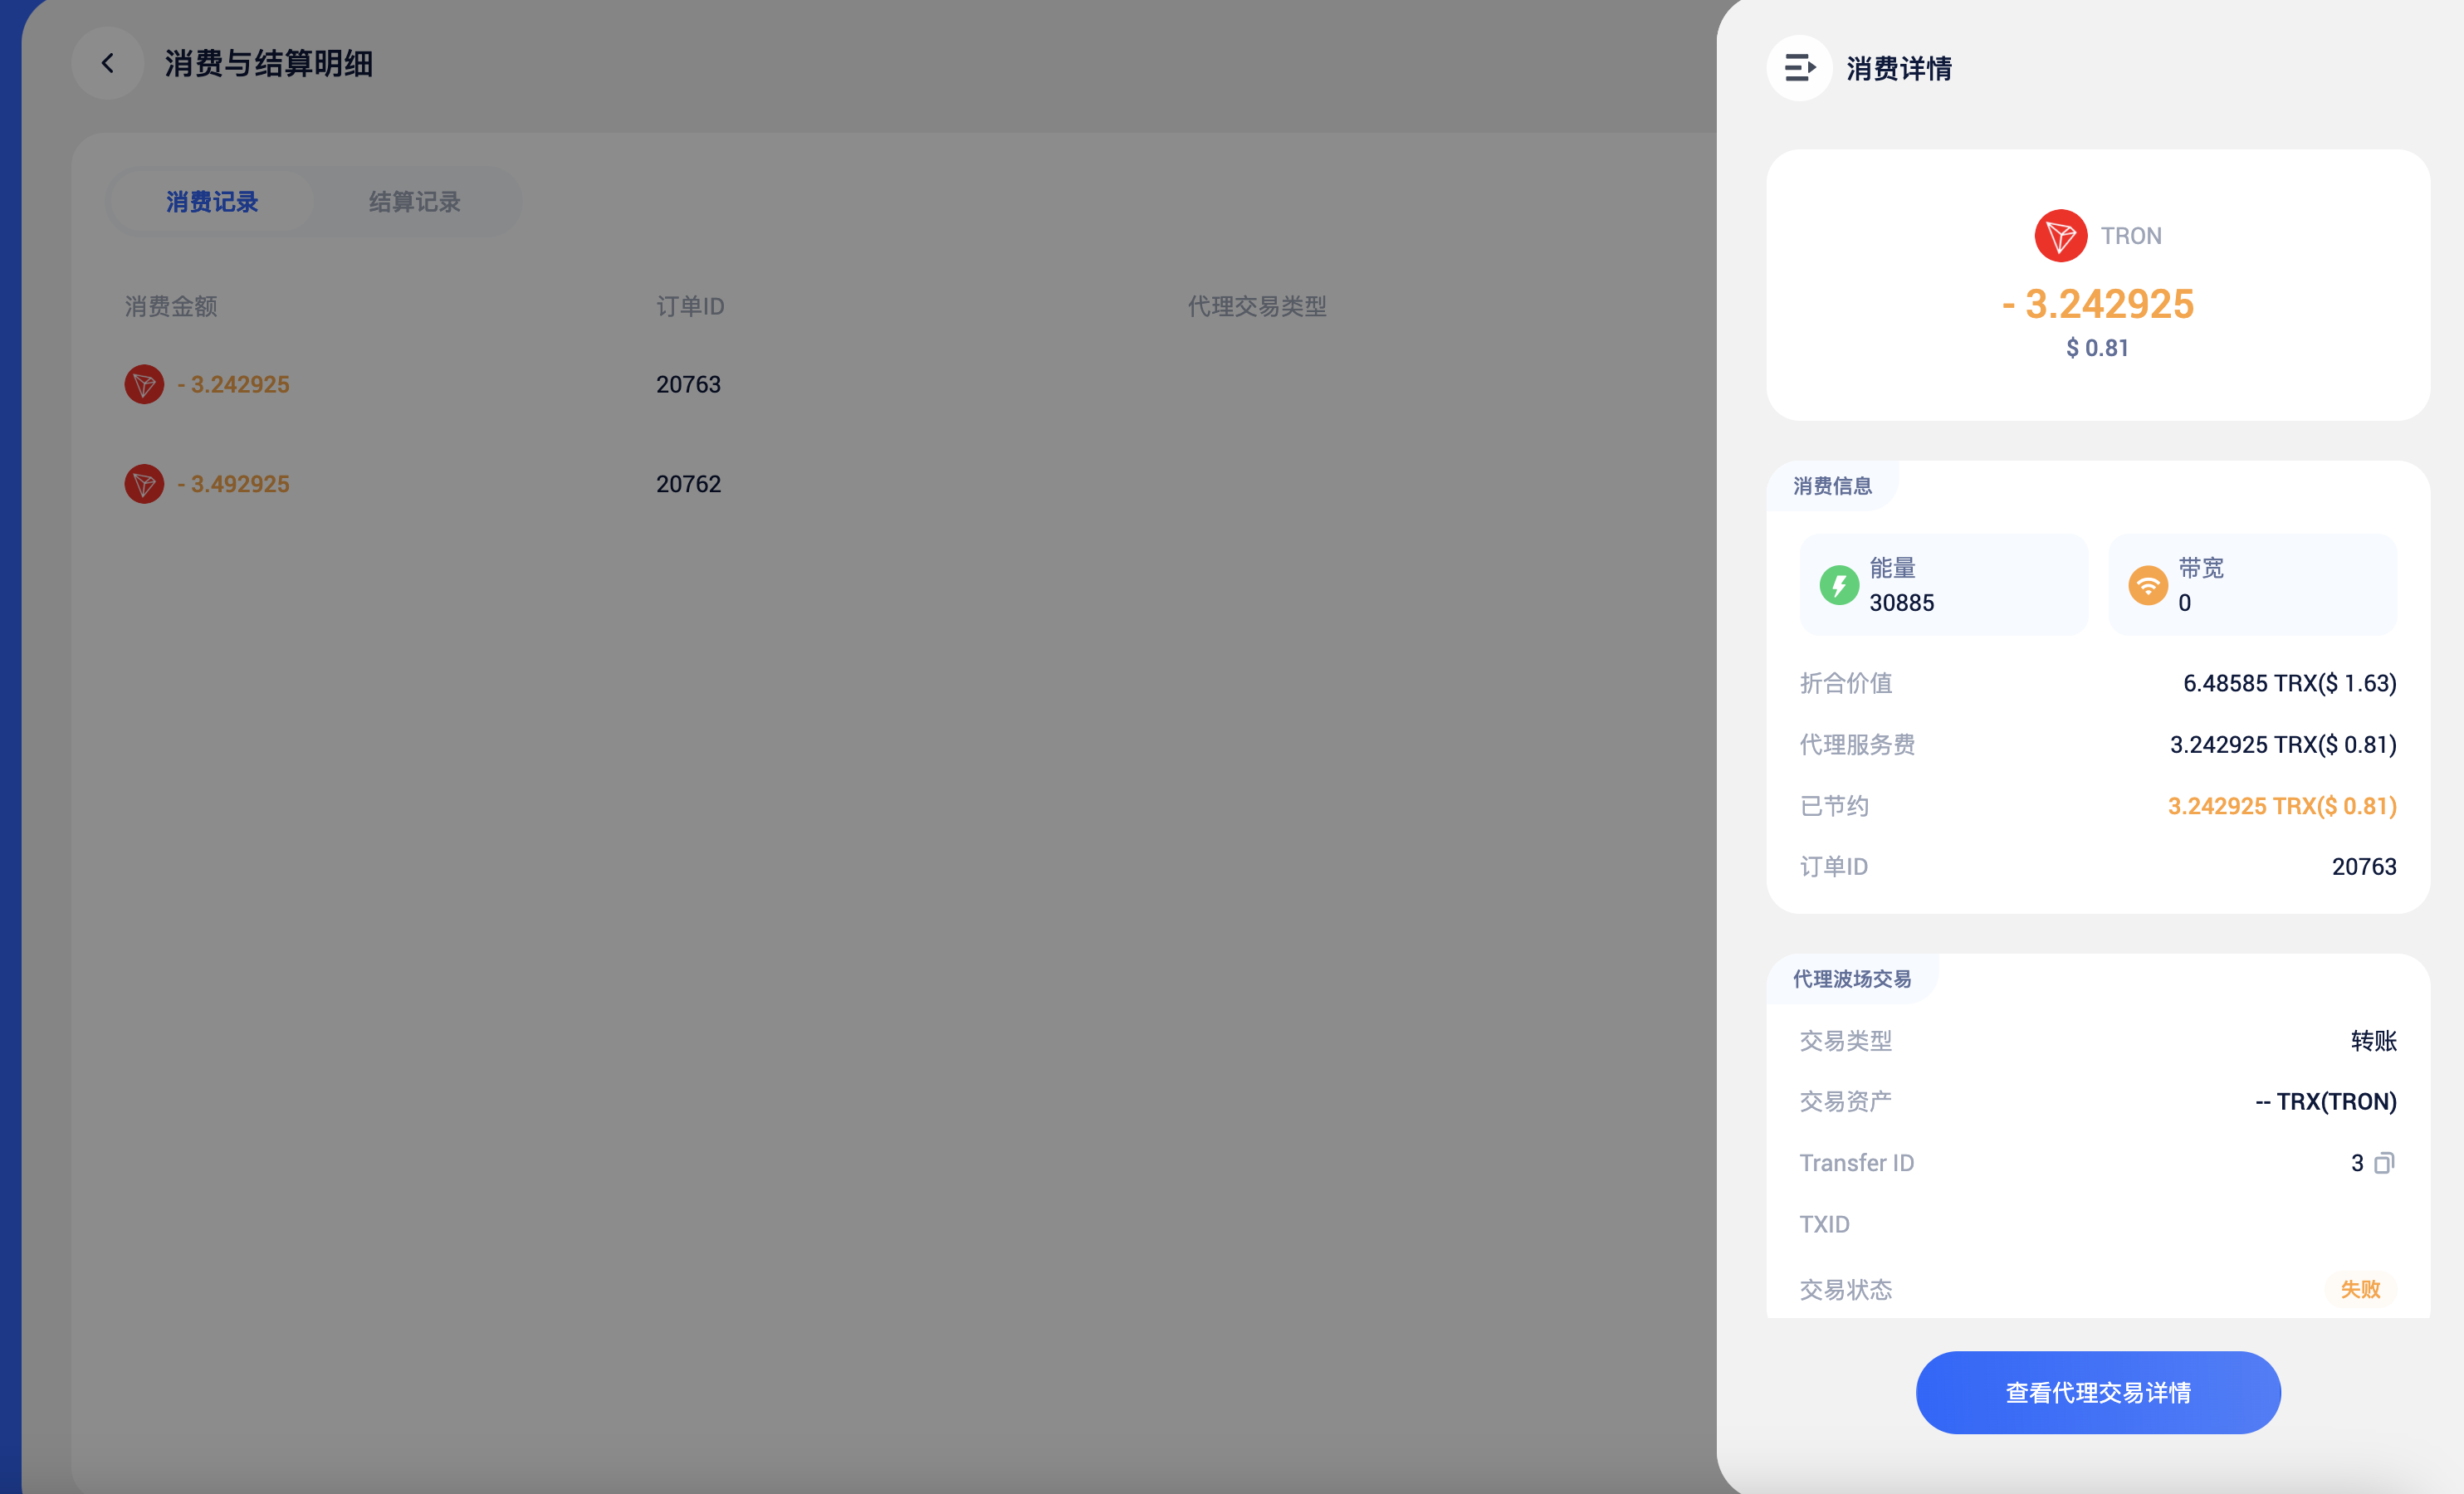 消费与结算明细
消费记录 结算记录
消费金额 订单ID 代理交易类型
- 3.242925 20763
- 3.492925 20762
消费详情
TRON
- 3.242925
$ 0.81
消费信息
能量 带宽
30885 0
折合价值 6.48585 TRX($ 1.63)
代理服务费 3.242925 TRX($ 0.81)
已节约 3.242925 TRX($ 0.81)
订单ID 20763
代理波场交易
交易类型 转账
交易资产 -- TRX(TRON)
Transfer ID 3
TXID
交易状态 失败
查看代理交易详情